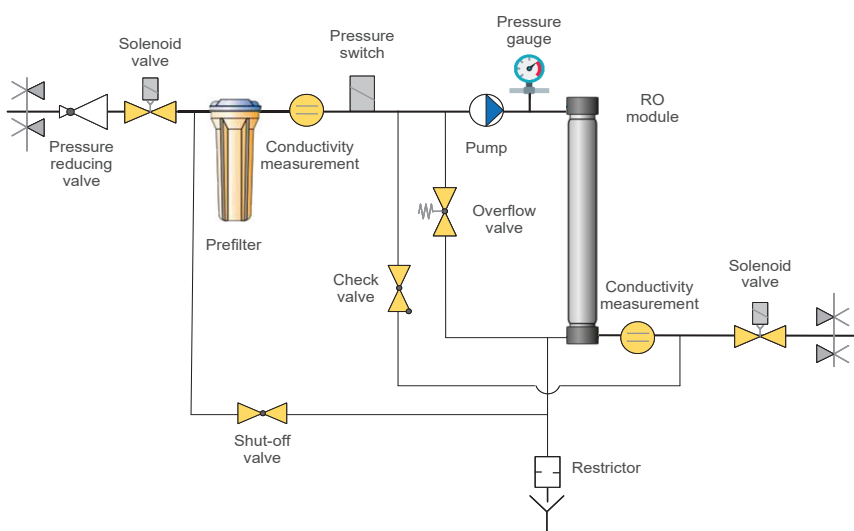 Pressure
gauge
Solenoid
valve
Pressure
switch
RO
module
Pressure
reducing
valve
Conductivity
measurement
Pump
Prefilter
Overflow
valve
Check
valve
Conductivity
measurement
Solenoid
valve
Shut-off
valve
Restrictor